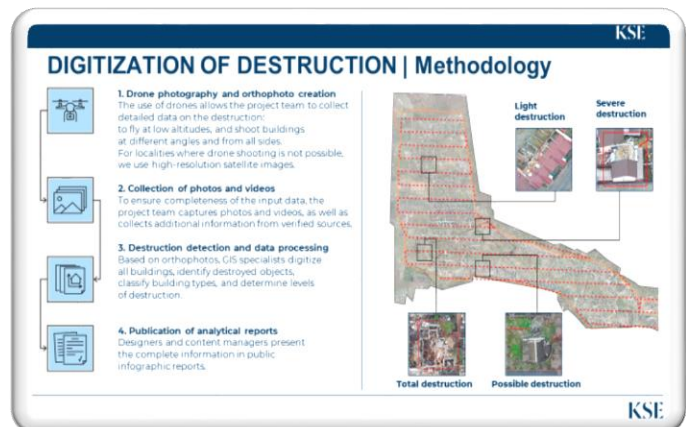 KSE
DIGITIZATION OF DESTRUCTION | Methodology
1. Drone photography and orthophoto creation
The use of drones allows the project team to collect
detailed data on the destruction:
to fly at low altitudes, and shoot buildings
at different angles and from all sides.
For localities where drone shooting is not possible,
we use high-resolution satellite images.
2. Collection of photos and videos
To ensure completeness of the input data, the
project team captures photos and videos, as well as
collects additional information from verified sources.
3. Destruction detection and data processing
Based on orthophotos, GIS specialists digitize
all buildings, identify destroyed objects,
classify building types, and determine levels
of destruction.
4. Publication of analytical reports
Designers and content managers present
the complete information in public
infographic reports.
Light
destruction
Severe
destruction
Total destruction
Possible destruction
KSE